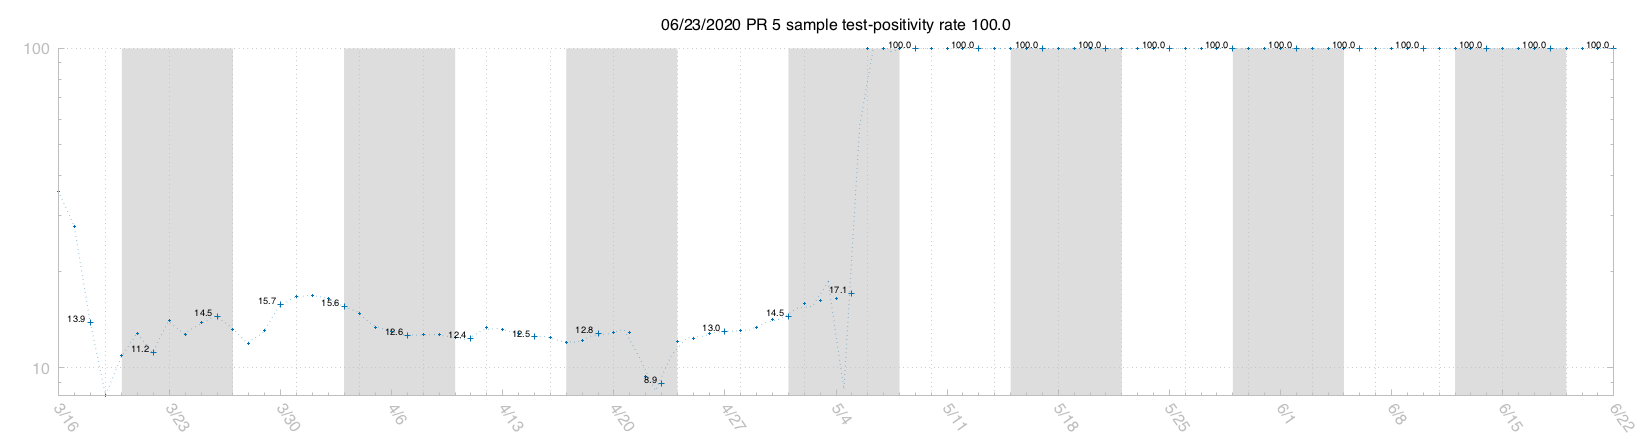 06/23/2020 PR 5 sample test-positivity rate 100.0
100
100.0 100.0 100.0 100.0 100.0 100.0 100.0 100.0 100.0 100.0 100.0 100.0
13.9 11.2 14.5 15.7 15.6 12.6 12.4 12.5 12.8 8.9 13.0 14.5 17.1
10
3/16 3/23 3/30 4/6 4/13 4/20 4/27 5/4 5/11 5/18 5/25 6/1 6/8 6/15 6/22